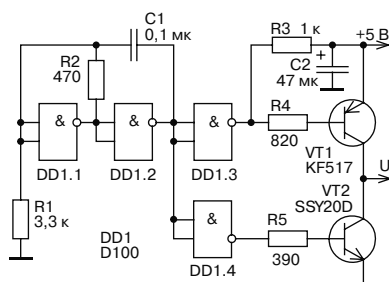 C1
0,1 мк
R3 1 к
+5 В
R2
470
C2
+
47 мк
R4
820
&
&
&
DD1.1
DD1.2
DD1.3
VT1
KF517
U
R1
3,3 к
DD1
D100
&
DD1.4
R5
390
VT2
SSY20D